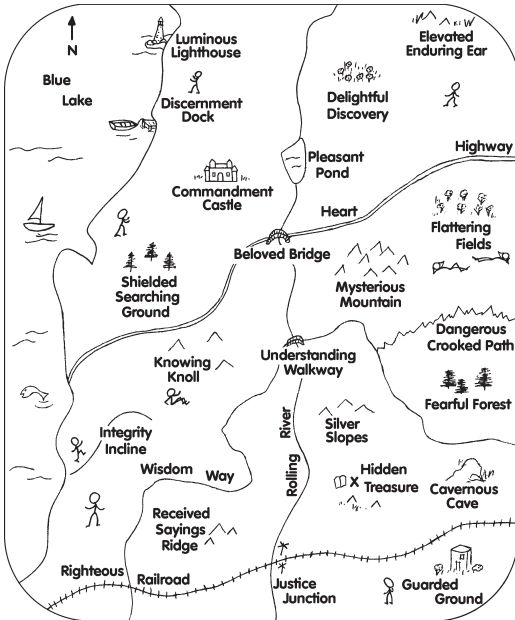 N
Luminous
Lighthouse
Elevated
Enduring Ear
Blue
Lake
Discernment
Dock
Delightful
Discovery
Highway
Pleasant
Pond
Commandment
Castle
Heart
Flattering
Fields
Beloved Bridge
Shielded
Searching
Ground
Mysterious
Mountain
Dangerous
Crooked Path
Knowing
Knoll
Understanding
Walkway
Fearful Forest
River
Rolling
Silver
Slopes
Integrity
Incline
Wisdom Way
Hidden
X Treasure
Cavernous
Cave
Received
Sayings
Ridge
Righteous Railroad
Justice
Junction
Guarded
Ground